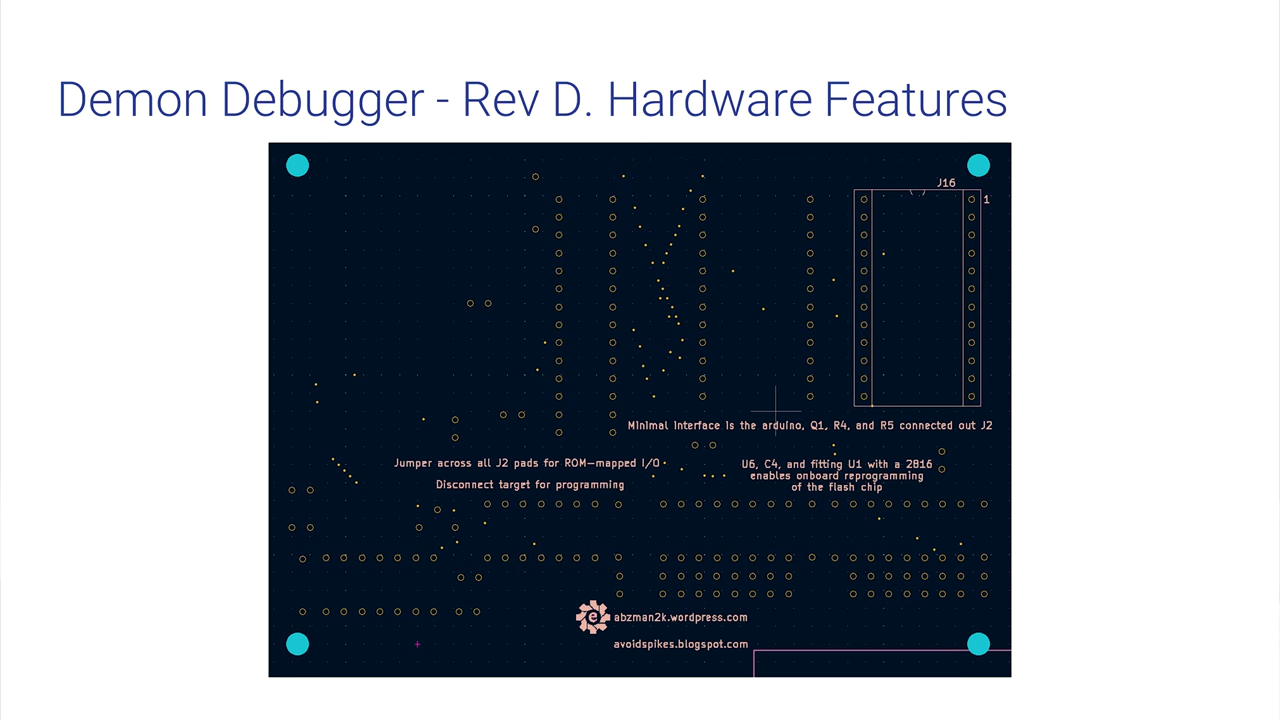 Demon Debugger - Rev D. Hardware Features
J16
1
Minimal interface is the arduino, Q1, R4, and R5 connected out J2
Jumper across all J2 pads for ROM-mapped I/O
Disconnect target for programming
U6, C4, and fitting U1 with a 2816
enables onboard reprogramming
of the flash chip
e
abzman2k.wordpress.com
avoidspikes.blogspot.com